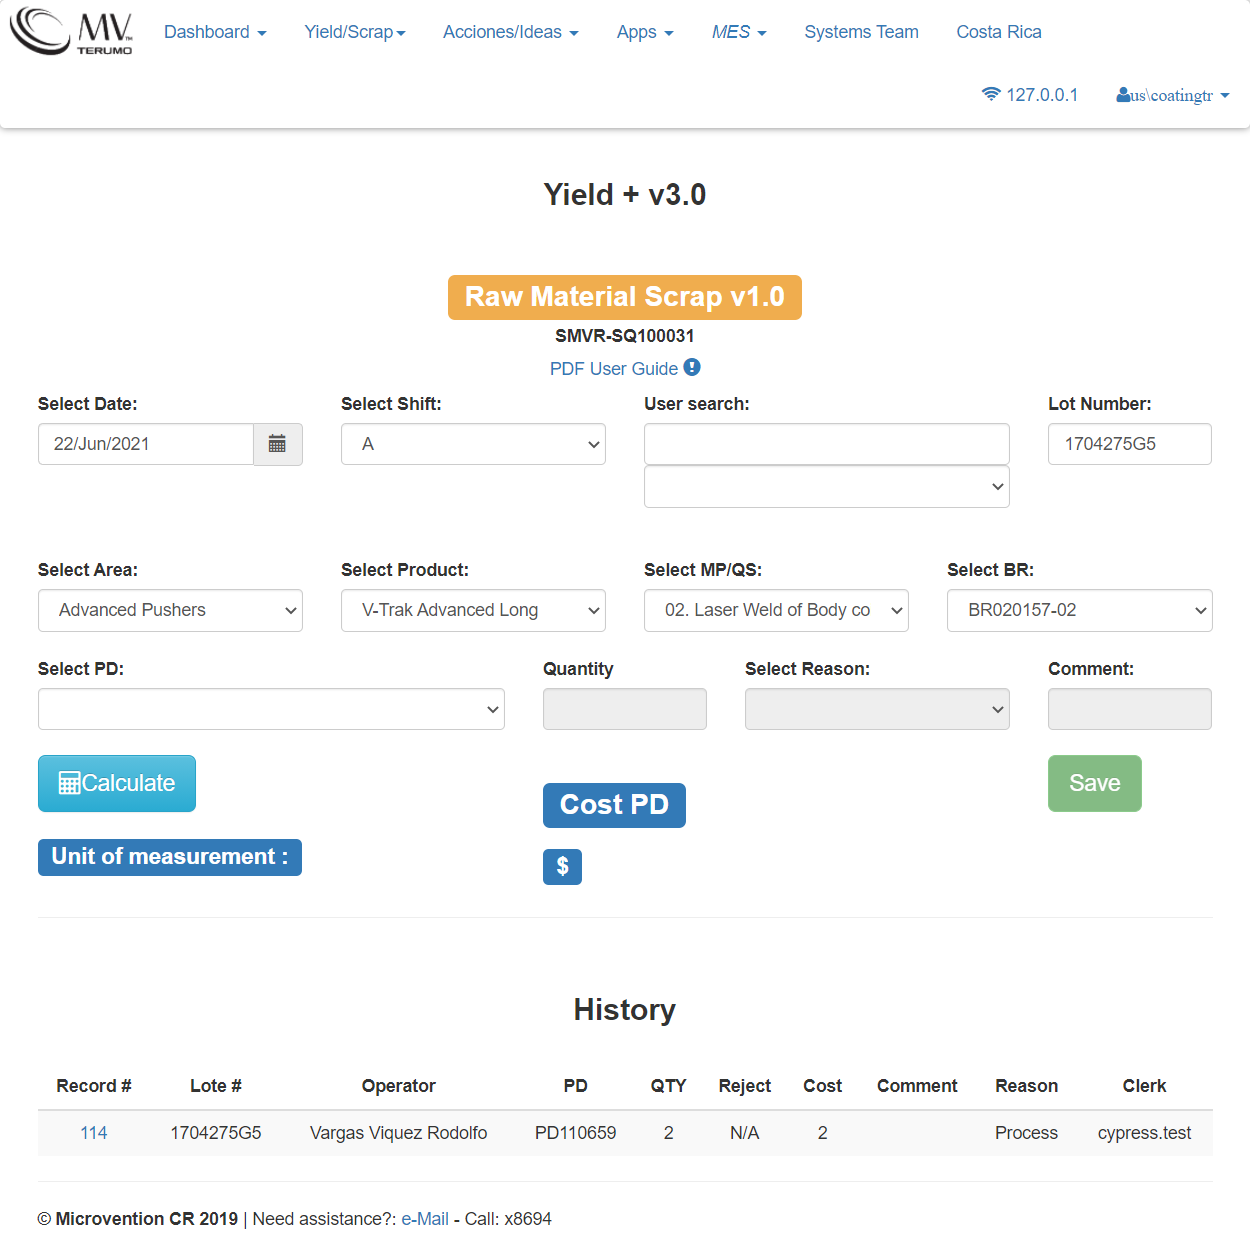 MV™
TERUMO
Dashboard Yield/Scrap Acciones/Ideas Apps MES Systems Team Costa Rica
127.0.0.1 us\coatingtr
Yield + v3.0
Raw Material Scrap v1.0
SMVR-SQ100031
PDF User Guide
Select Date: Select Shift: User search: Lot Number:
22/Jun/2021 A 1704275G5
Select Area: Select Product: Select MP/QS: Select BR:
Advanced Pushers V-Trak Advanced Long 02. Laser Weld of Body co BR020157-02
Select PD: Quantity Select Reason: Comment:
Calculate Save
Cost PD
Unit of measurement :
$
History
Record # Lote # Operator PD QTY Reject Cost Comment Reason Clerk
114 1704275G5 Vargas Viquez Rodolfo PD110659 2 N/A 2 Process cypress.test
© Microvention CR 2019 | Need assistance?: e-Mail - Call: x8694